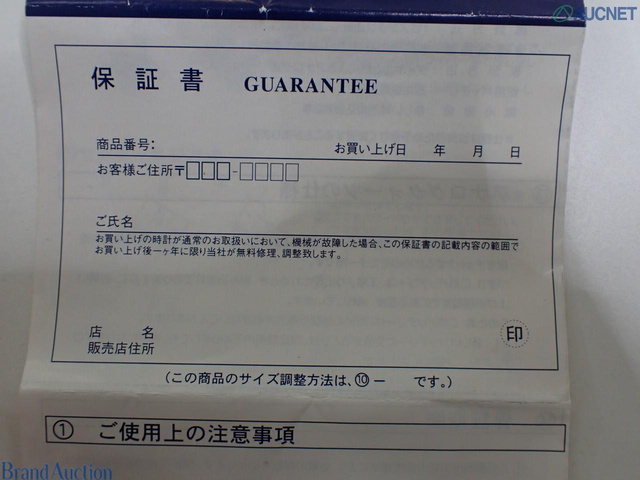 AUCNET
保証書 GUARANTEE
商品番号: お買い上げ日 年 月 日
お客様ご住所〒□□□-□□□□
ご氏名
お買い上げの時計が通常のお取扱いにおいて、機械が故障した場合、この保証書の記載内容の範囲で
お買い上げ後一ヶ年に限り当社が無料修理、調整致します。
店 名
販売店住所 印
(この商品のサイズ調整方法は、⑩ー です。)
① ご使用上の注意事項
Brand Auction